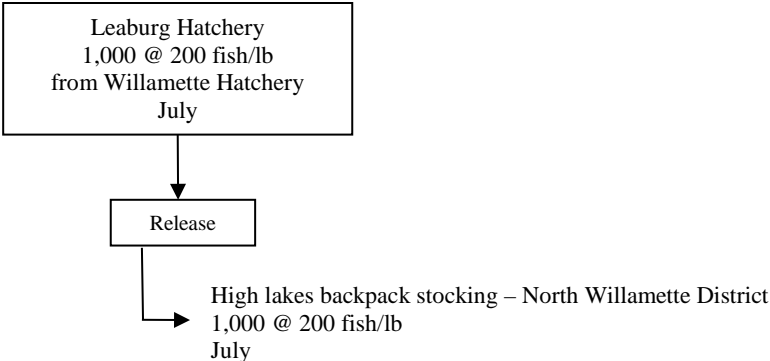 Leaburg Hatchery
1,000 @ 200 fish/lb
from Willamette Hatchery
July
Release
High lakes backpack stocking – North Willamette District
1,000 @ 200 fish/lb
July